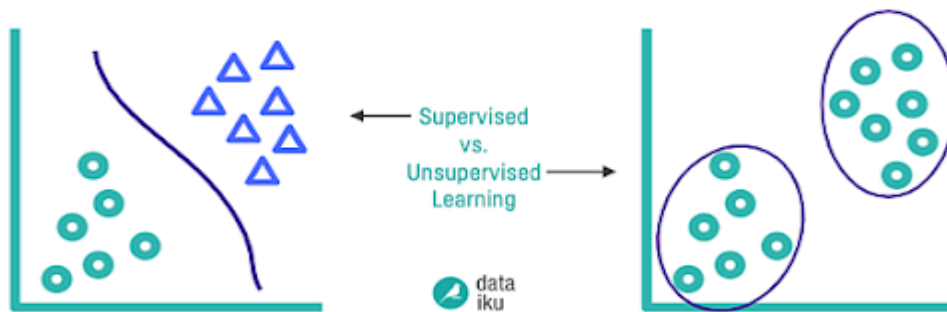 Supervised
vs.
Unsupervised
Learning
data
iku